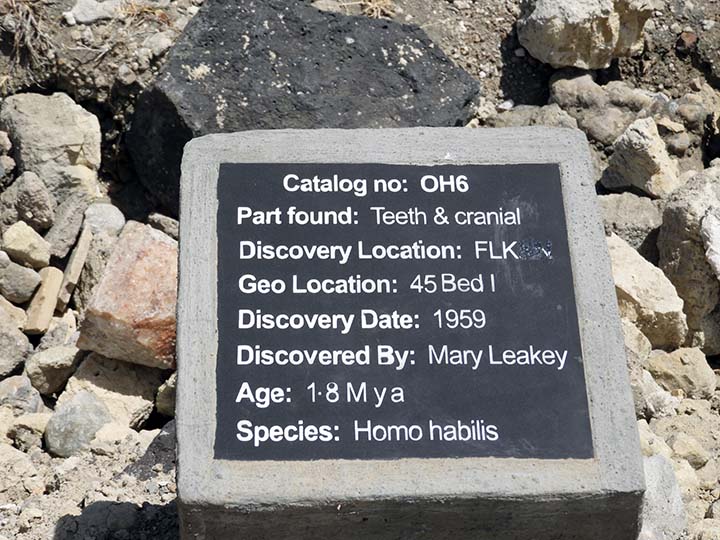 Catalog no: OH6
Part found: Teeth & cranial
Discovery Location: FLK
Geo Location: 45 Bed I
Discovery Date: 1959
Discovered By: Mary Leakey
Age: 1·8 M y a
Species: Homo habilis